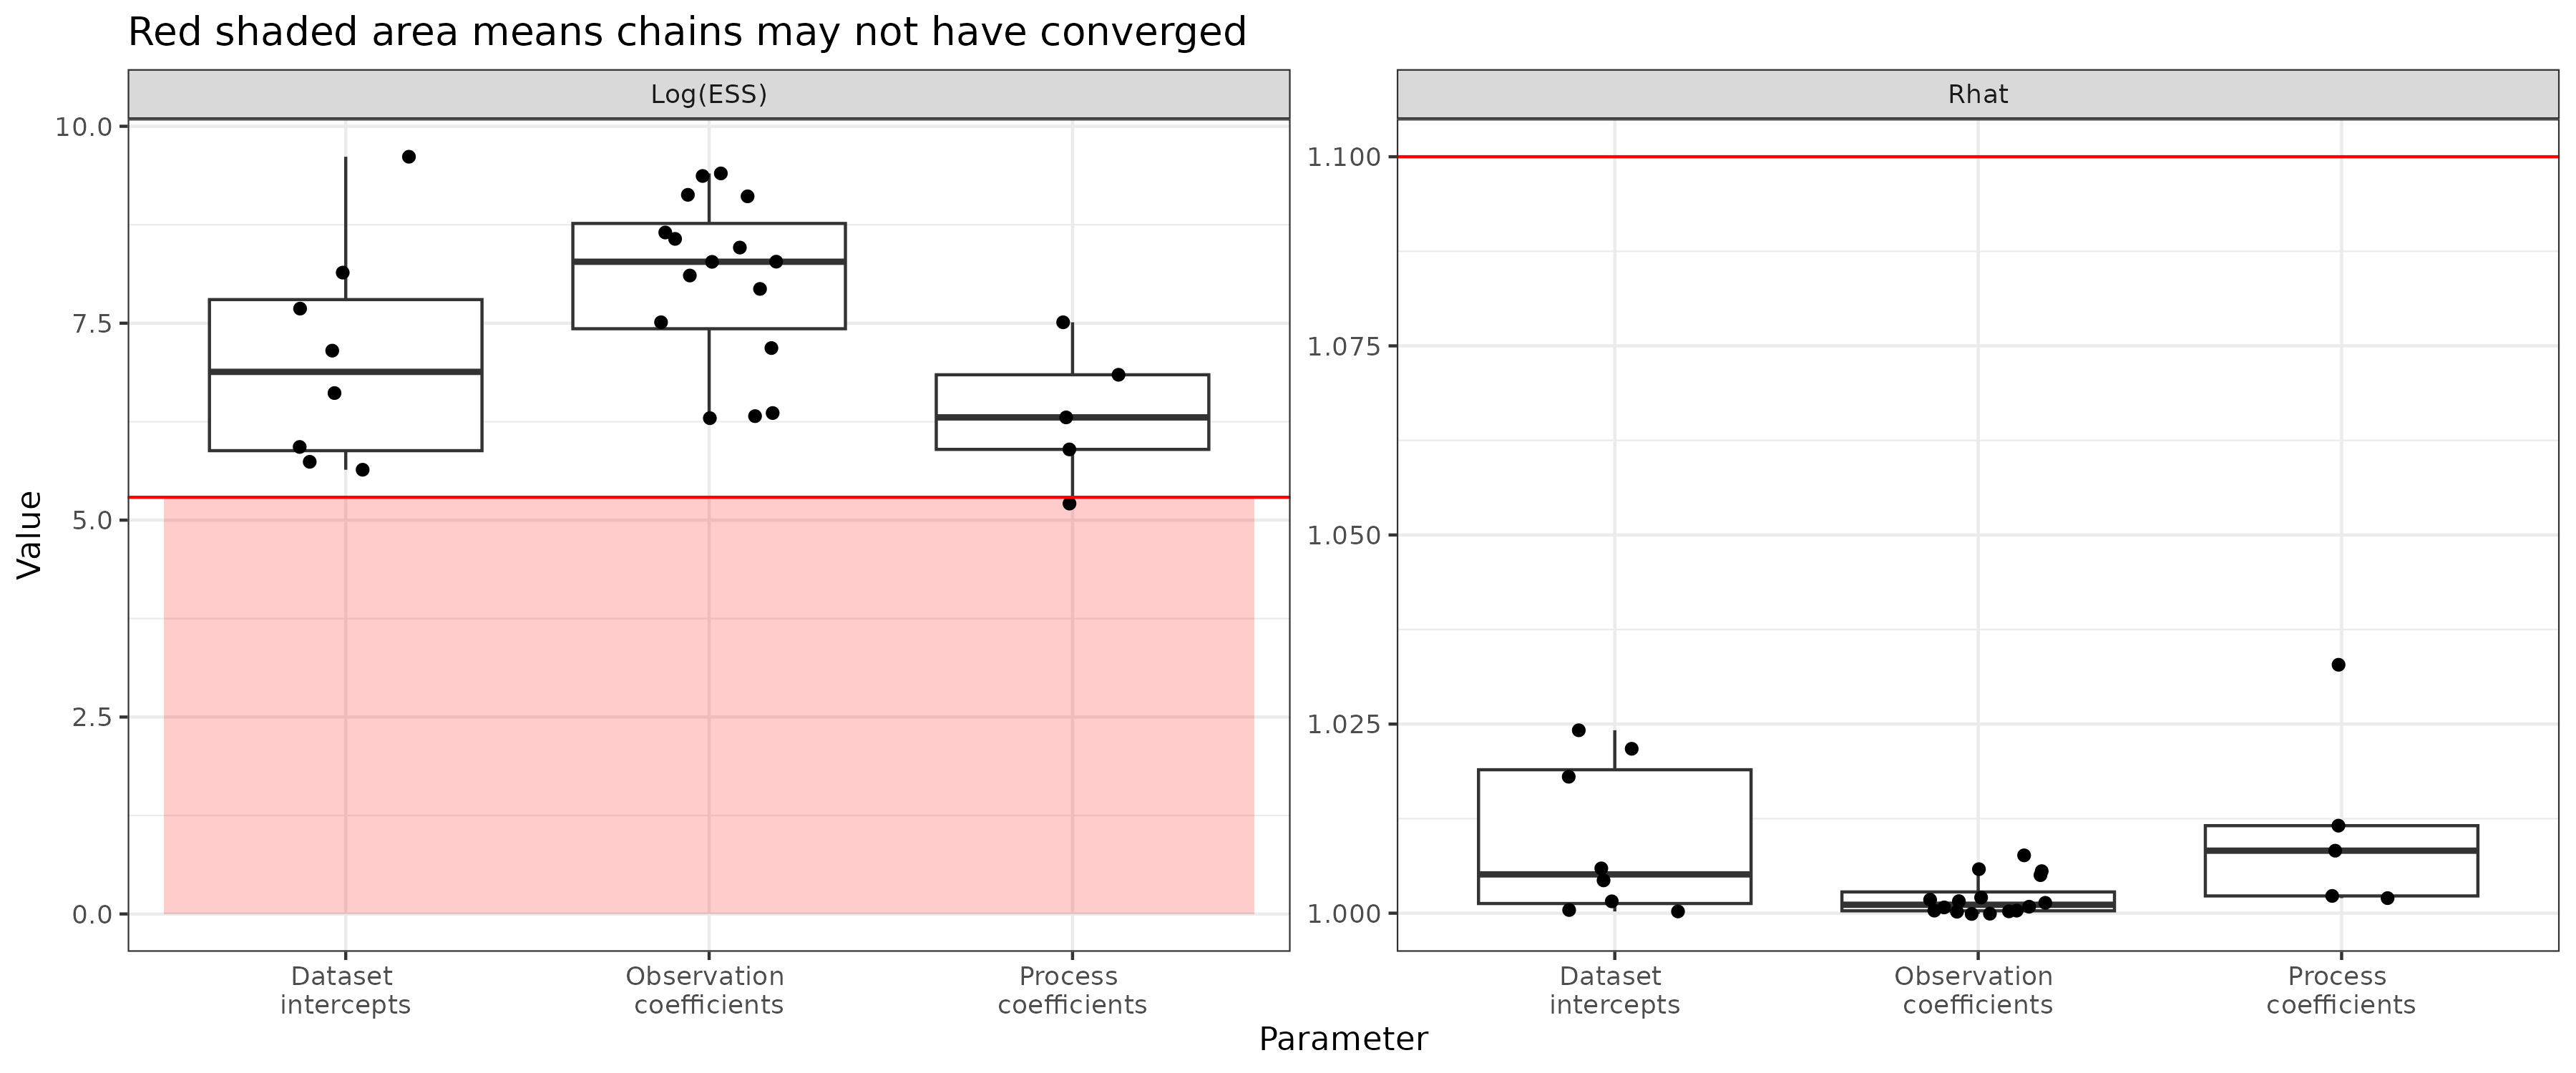 Red shaded area means chains may not have converged
Log(ESS)
Rhat
Value
10.0
7.5
5.0
2.5
0.0
1.100
1.075
1.050
1.025
1.000
Dataset
intercepts
Observation
coefficients
Process
coefficients
Dataset
intercepts
Observation
coefficients
Process
coefficients
Parameter